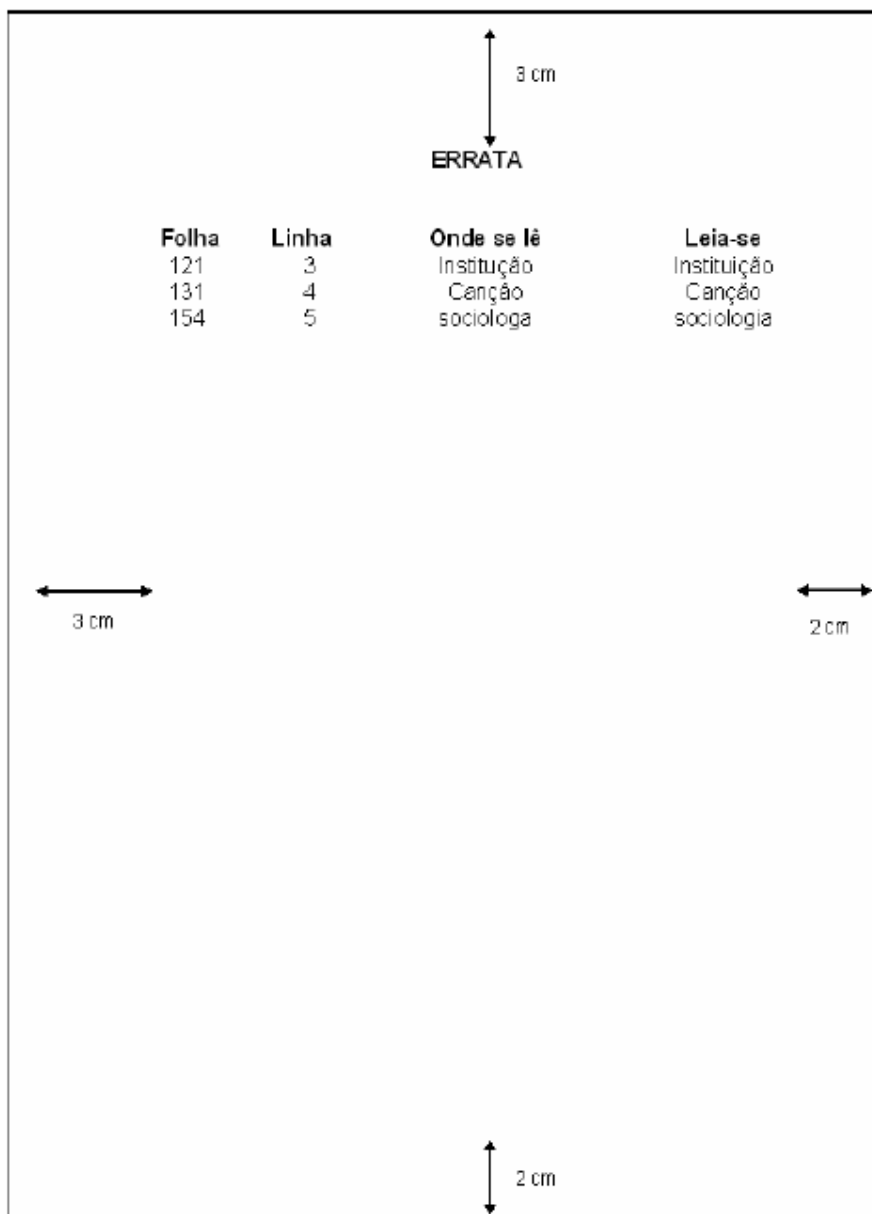 3 cm
ERRATA
Folha Linha Onde se lê Leia-se
121 3 Institução Instituição
131 4 Canção Canção
154 5 sociologa sociologia
3 cm
2 cm
2 cm